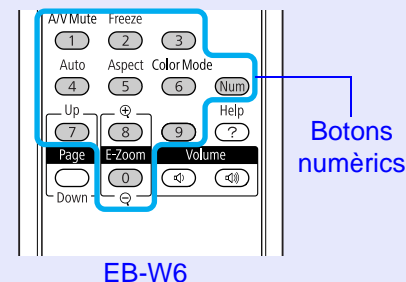 A/V Mute Freeze
1 2 3
Auto Aspect Color Mode
4 5 6 Num
Up Help
7 8 9 ?
Botons
numèrics
Page E-Zoom Volume
0
Down
EB-W6